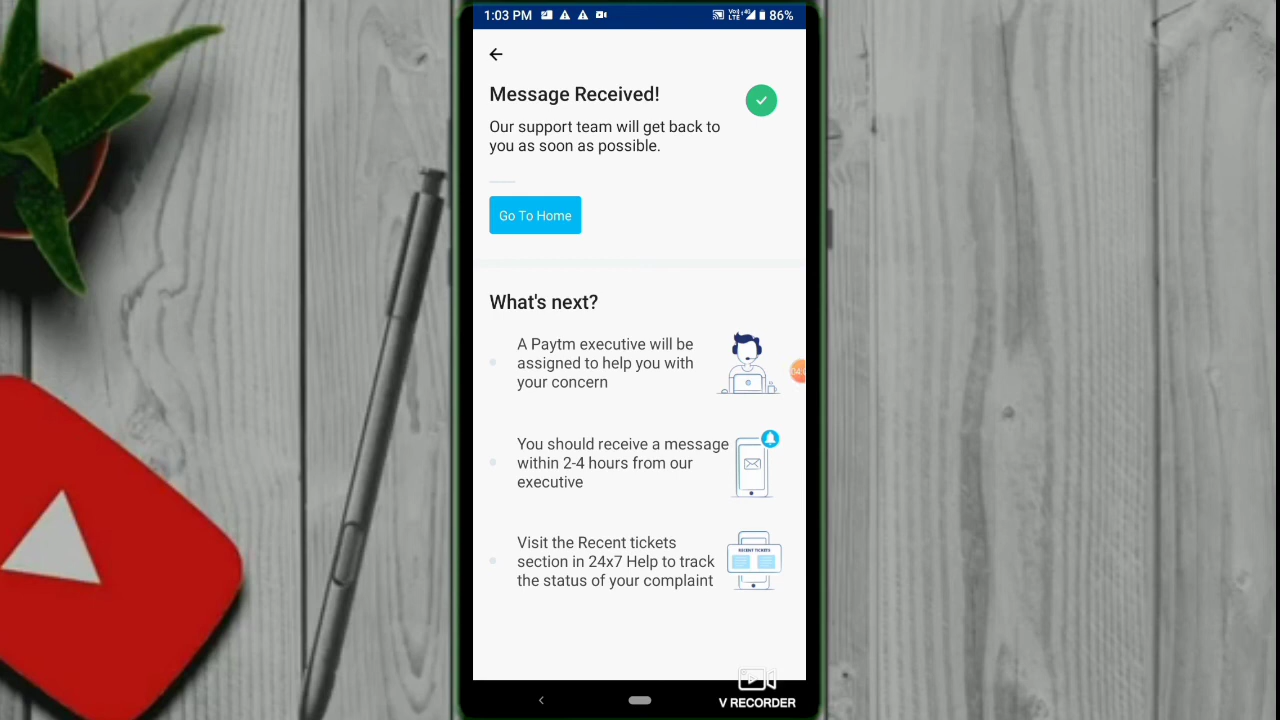 1:03 PM
86%
Message Received!
Our support team will get back to
you as soon as possible.
Go To Home
What's next?
A Paytm executive will be
assigned to help you with
your concern
You should receive a message
within 2-4 hours from our
executive
Visit the Recent tickets
section in 24x7 Help to track
the status of your complaint
RECENT TICKETS
V RECORDER